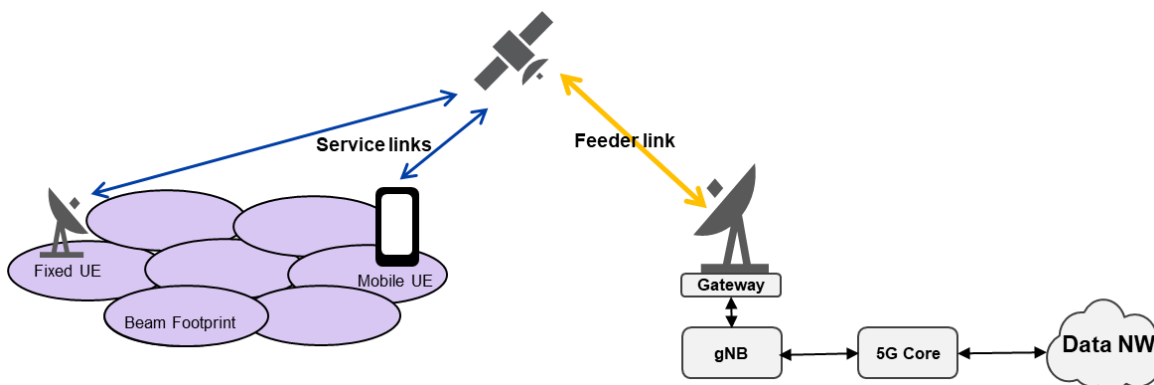 Service links
Feeder link
Fixed UE
Mobile UE
Beam Footprint
Gateway
gNB
5G Core
Data NW